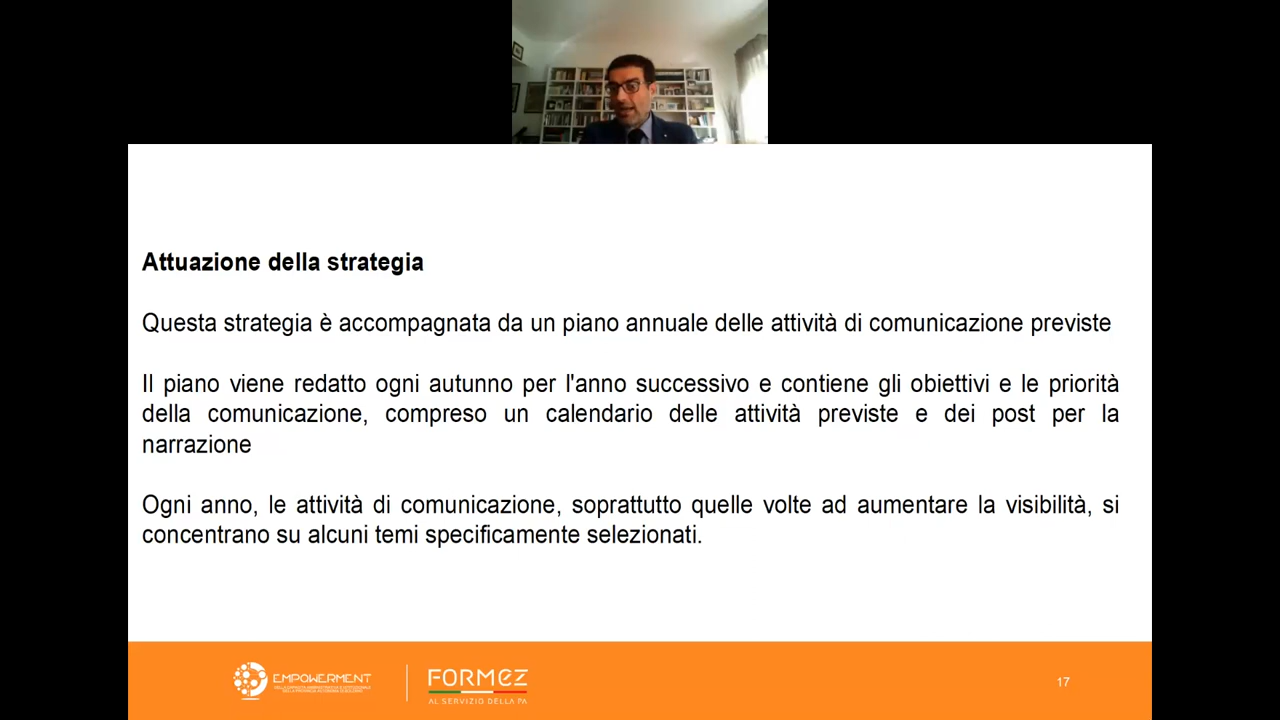 Attuazione della strategia
Questa strategia è accompagnata da un piano annuale delle attività di comunicazione previste
Il piano viene redatto ogni autunno per l'anno successivo e contiene gli obiettivi e le priorità
della comunicazione, compreso un calendario delle attività previste e dei post per la
narrazione
Ogni anno, le attività di comunicazione, soprattutto quelle volte ad aumentare la visibilità, si
concentrano su alcuni temi specificamente selezionati.
EMPOWERMENT
FORMEZ
AL SERVIZIO DELLA PA
17